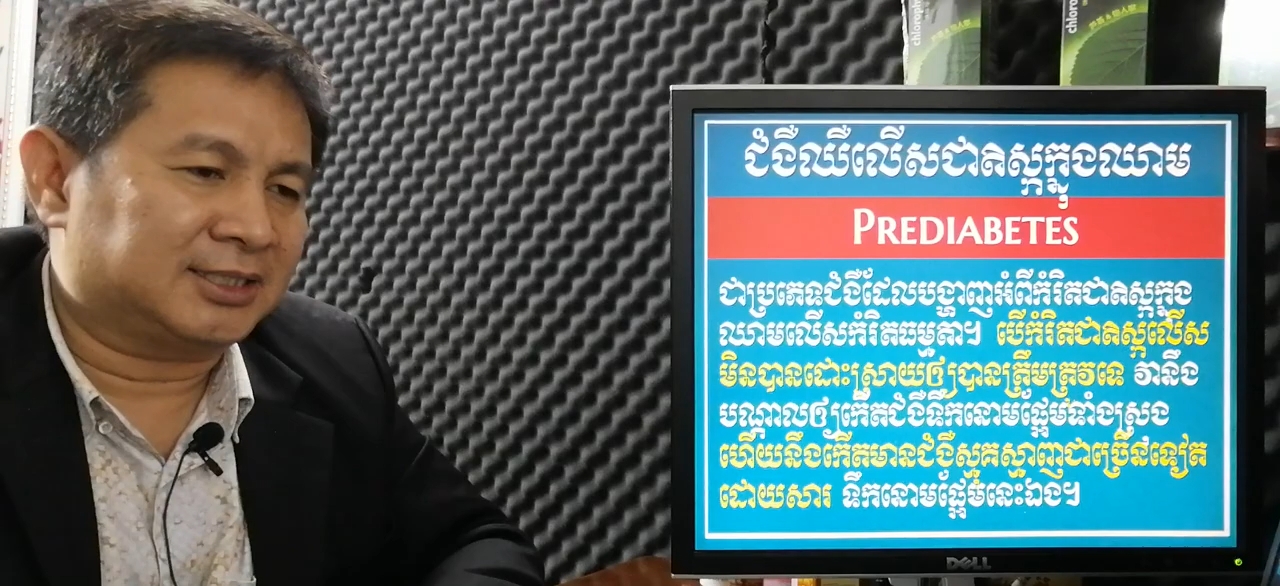 chloroph
chloro
ជំងឺឈឺលើសជាតិស្កក្នុងឈាម
PREDIABETES
ជាប្រភេទជំងឺដែលបង្ហាញអំពីកំរិតជាតិស្កក្នុង
ឈាមលើសកំរិតធម្មតា។ បើកំរិតជាតិស្កលើស
មិនបានដោះស្រាយឲ្យបានត្រឹមត្រូវទេ វានឹង
បណ្តាលឲ្យកើតជំងឺទឹកនោមផ្អែមទាំងស្រុង
ហើយនឹងកើតមានជំងឺស្មុគស្មាញជាច្រើនទៀត
ដោយសារ ទឹកនោមផ្អែមនេះឯង។
DELL